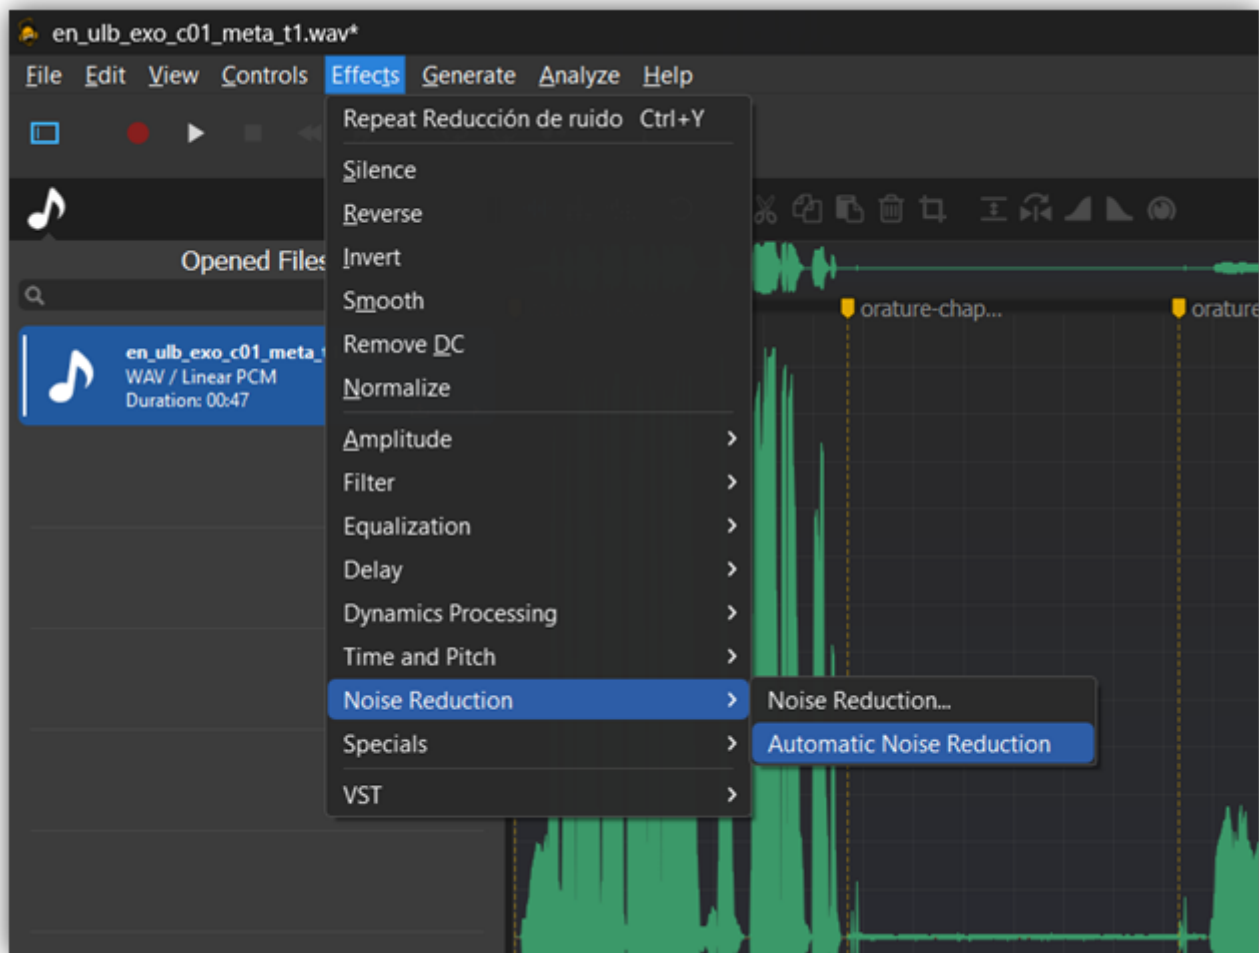 en_ulb_exo_c01_meta_t1.wav*
File Edit View Controls Effects Generate Analyze Help
Repeat Reducción de ruido Ctrl+Y
Silence
Reverse
Invert
Smooth
Remove DC
Normalize
Amplitude
Filter
Equalization
Delay
Dynamics Processing
Time and Pitch
Noise Reduction
Specials
VST
Noise Reduction...
Automatic Noise Reduction
Opened Files
en_ulb_exo_c01_meta_t
WAV / Linear PCM
Duration: 00:47
orature-chap...
orature